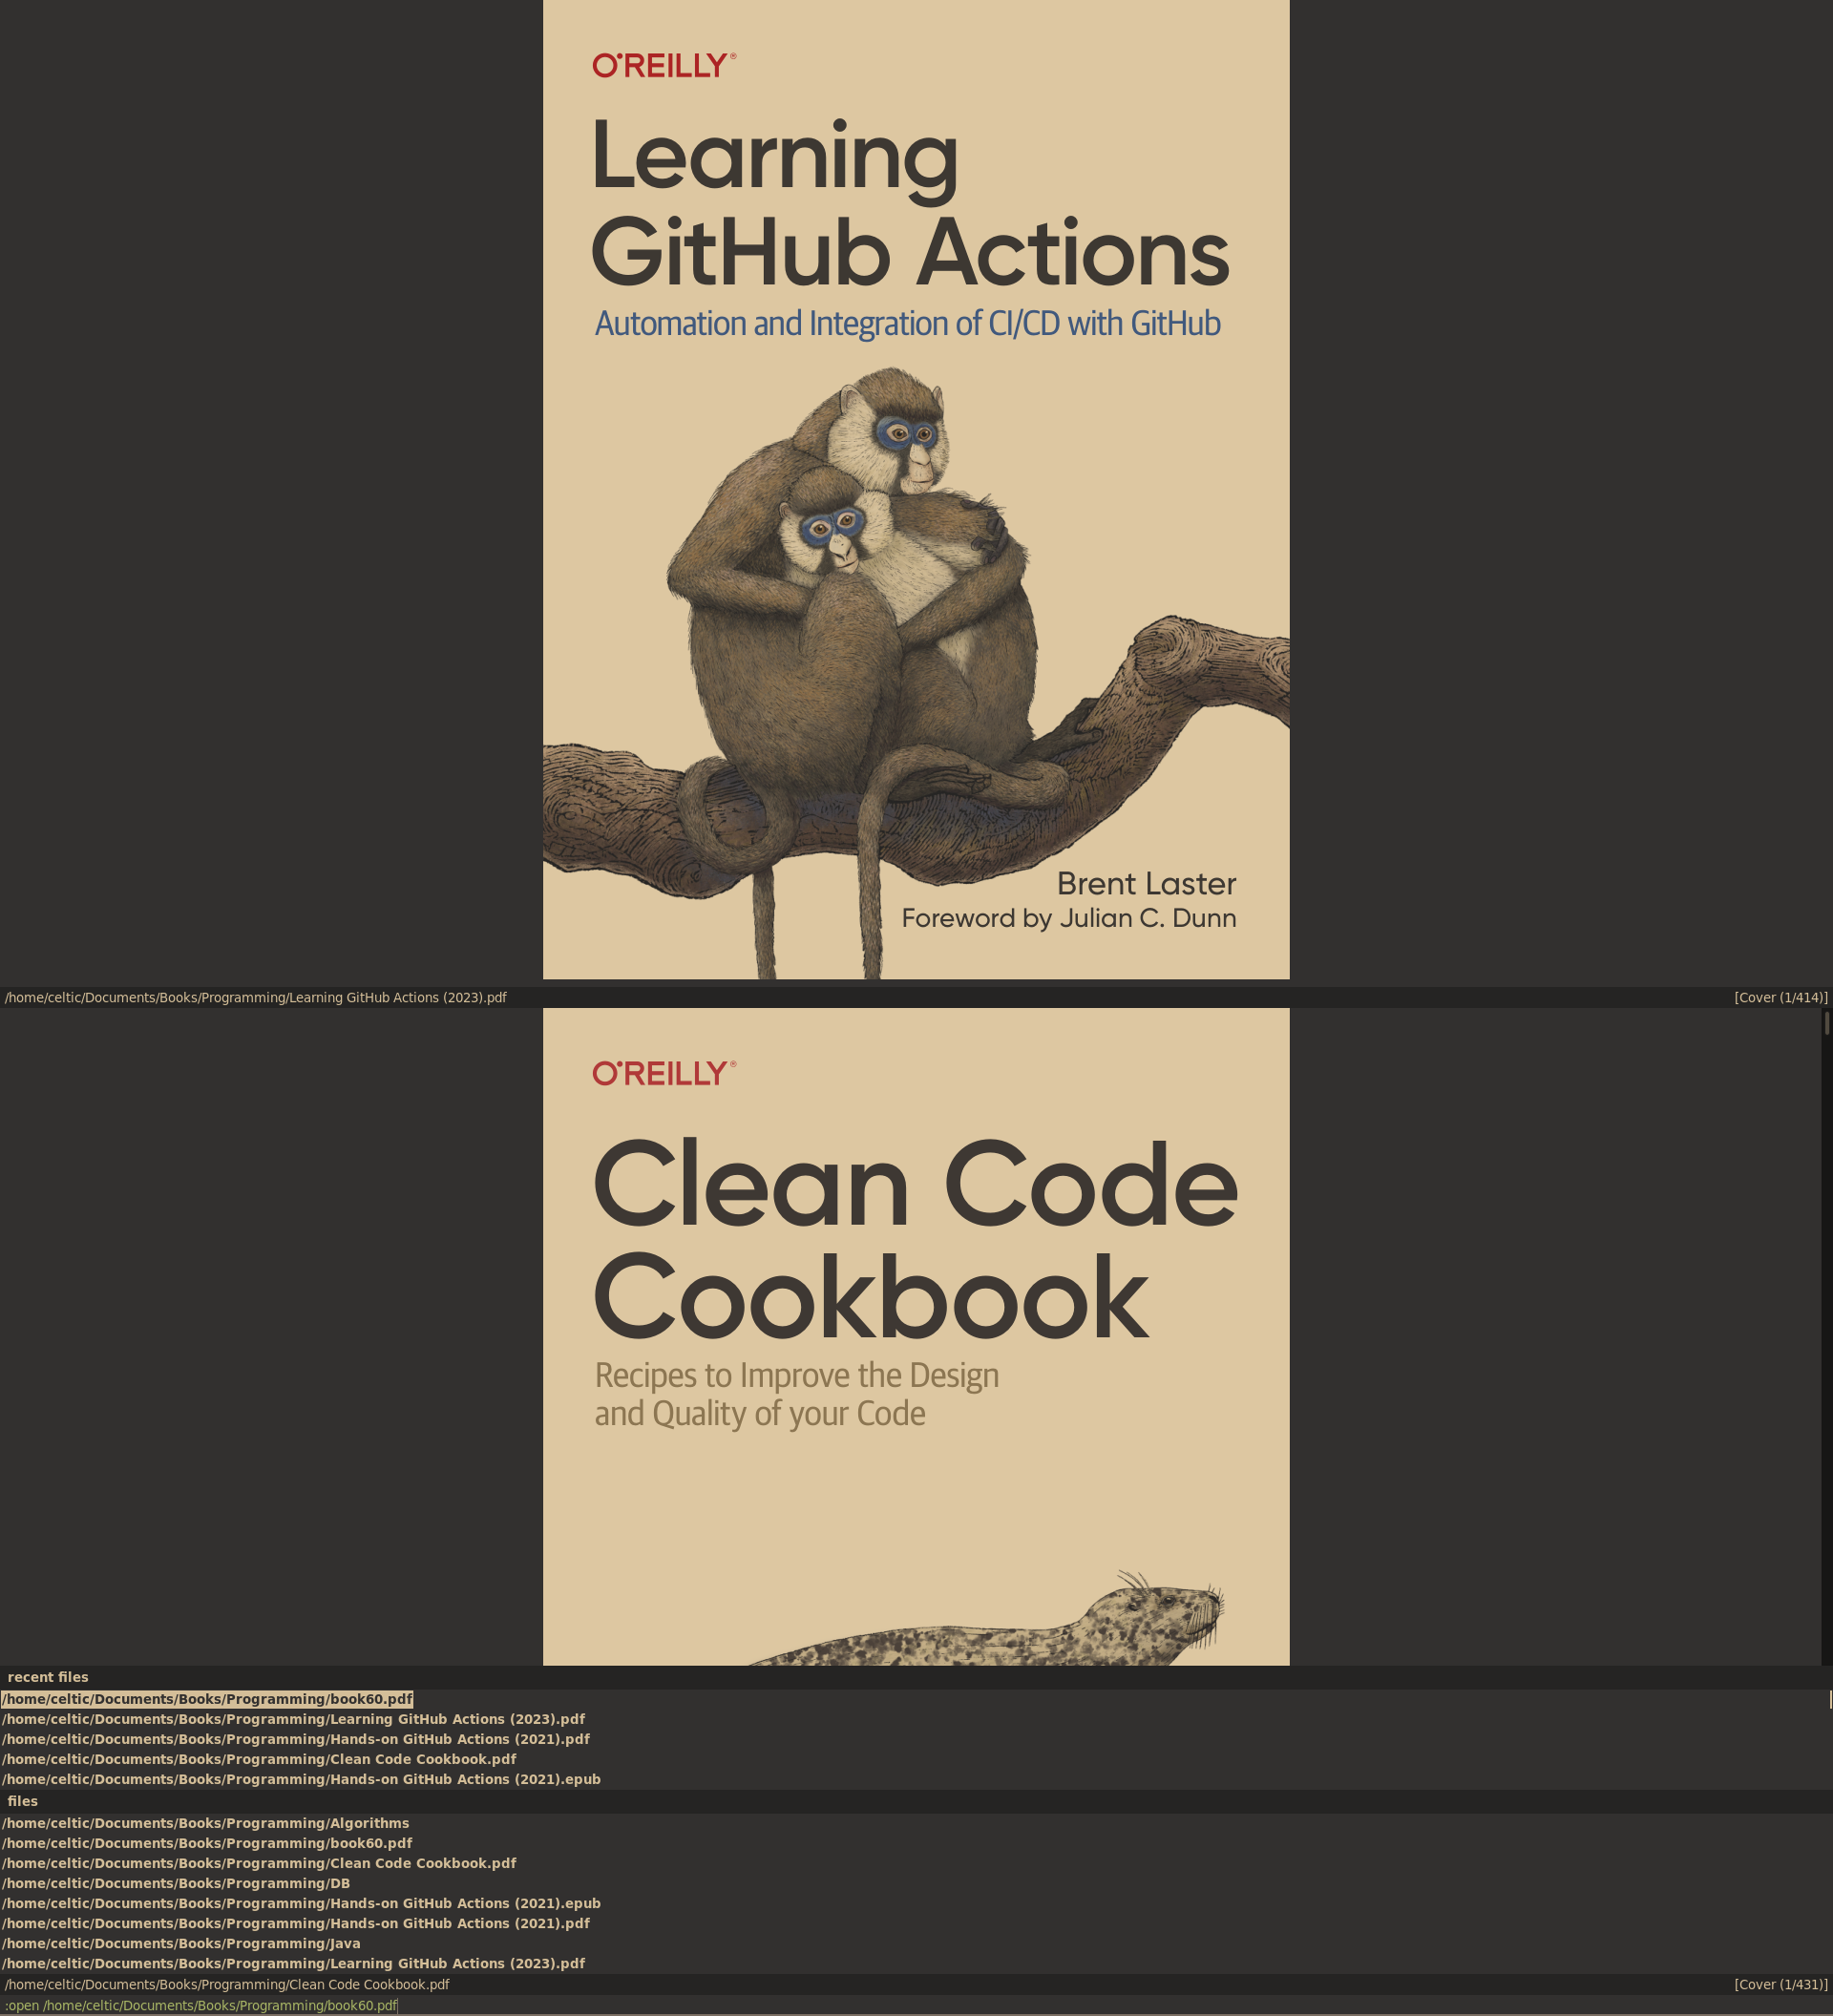 O'REILLY®
Learning
GitHub Actions
Automation and Integration of CI/CD with GitHub
Brent Laster
Foreword by Julian C. Dunn
/home/celtic/Documents/Books/Programming/Learning GitHub Actions (2023).pdf [Cover (1/414)]
O'REILLY®
Clean Code
Cookbook
Recipes to Improve the Design
and Quality of your Code
recent files
/home/celtic/Documents/Books/Programming/book60.pdf
/home/celtic/Documents/Books/Programming/Learning GitHub Actions (2023).pdf
/home/celtic/Documents/Books/Programming/Hands-on GitHub Actions (2021).pdf
/home/celtic/Documents/Books/Programming/Clean Code Cookbook.pdf
/home/celtic/Documents/Books/Programming/Hands-on GitHub Actions (2021).epub
files
/home/celtic/Documents/Books/Programming/Algorithms
/home/celtic/Documents/Books/Programming/book60.pdf
/home/celtic/Documents/Books/Programming/Clean Code Cookbook.pdf
/home/celtic/Documents/Books/Programming/DB
/home/celtic/Documents/Books/Programming/Hands-on GitHub Actions (2021).epub
/home/celtic/Documents/Books/Programming/Hands-on GitHub Actions (2021).pdf
/home/celtic/Documents/Books/Programming/Java
/home/celtic/Documents/Books/Programming/Learning GitHub Actions (2023).pdf
/home/celtic/Documents/Books/Programming/Clean Code Cookbook.pdf [Cover (1/431)]
:open /home/celtic/Documents/Books/Programming/book60.pdf